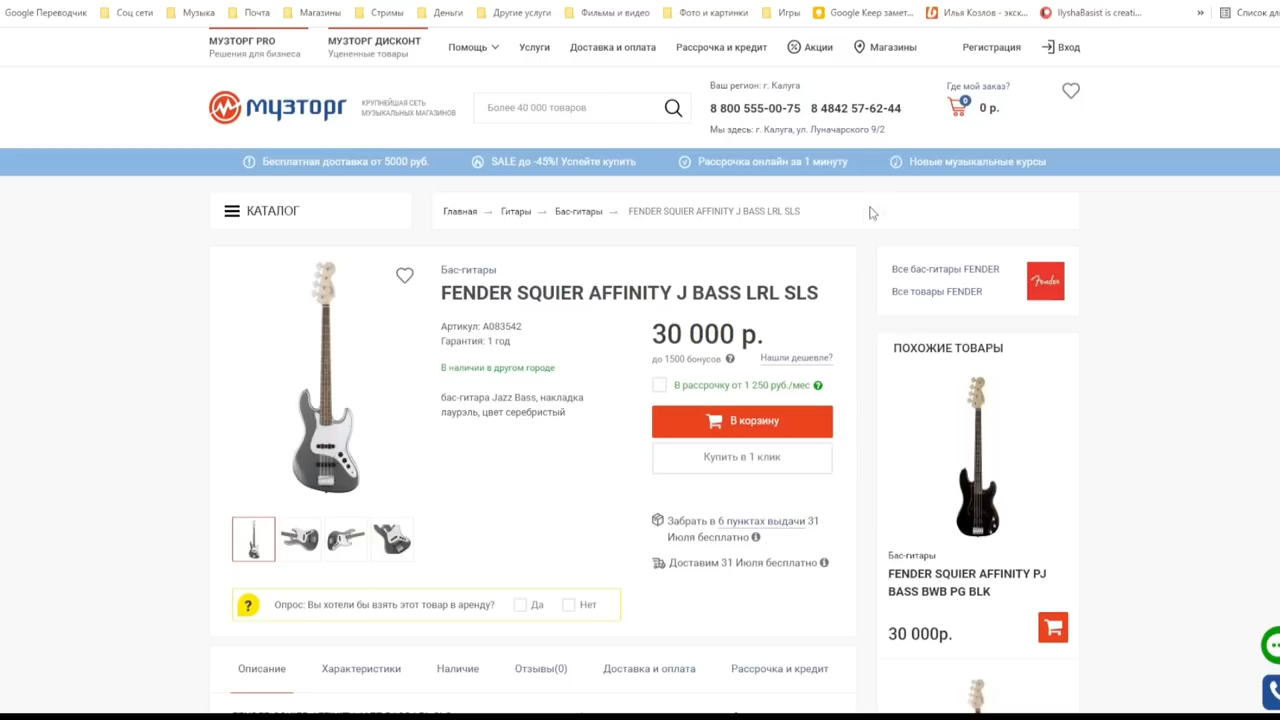 Google Переводчик Соц сети Музыка Почта Магазины Стримы Деньги Другие услуги Фильмы и видео Фото и картинки Игры Google Keep замет... Илья Козлов - экск... IlyshaBasist is creati... » Список для
МУЗТОРГ PRO
Решения для бизнеса
МУЗТОРГ ДИСКОНТ
Уцененные товары
Помощь Услуги Доставка и оплата Рассрочка и кредит Акции Магазины Регистрация Вход
МУЗТОРГ
КРУПНЕЙШАЯ СЕТЬ
МУЗЫКАЛЬНЫХ МАГАЗИНОВ
Более 40 000 товаров
Ваш регион: г. Калуга
8 800 555-00-75 8 4842 57-62-44
Мы здесь: г. Калуга, ул. Луначарского 9/2
Где мой заказ?
0 0 р.
Бесплатная доставка от 5000 руб. SALE до -45%! Успейте купить Рассрочка онлайн за 1 минуту Новые музыкальные курсы
КАТАЛОГ
Главная → Гитары → Бас-гитары → FENDER SQUIER AFFINITY J BASS LRL SLS
Бас-гитары
FENDER SQUIER AFFINITY J BASS LRL SLS
Артикул: A083542
Гарантия: 1 год
В наличии в другом городе
бас-гитара Jazz Bass, накладка
лаурэль, цвет серебристый
30 000 р.
до 1500 бонусов ? Нашли дешевле?
В рассрочку от 1 250 руб./мес ?
В корзину
Купить в 1 клик
Забрать в 6 пунктах выдачи 31
Июля бесплатно
Доставим 31 Июля бесплатно
? Опрос: Вы хотели бы взять этот товар в аренду? Да Нет
Все бас-гитары FENDER
Все товары FENDER
Fender
ПОХОЖИЕ ТОВАРЫ
Бас-гитары
FENDER SQUIER AFFINITY PJ
BASS BWB PG BLK
30 000р.
Описание Характеристики Наличие Отзывы(0) Доставка и оплата Рассрочка и кредит